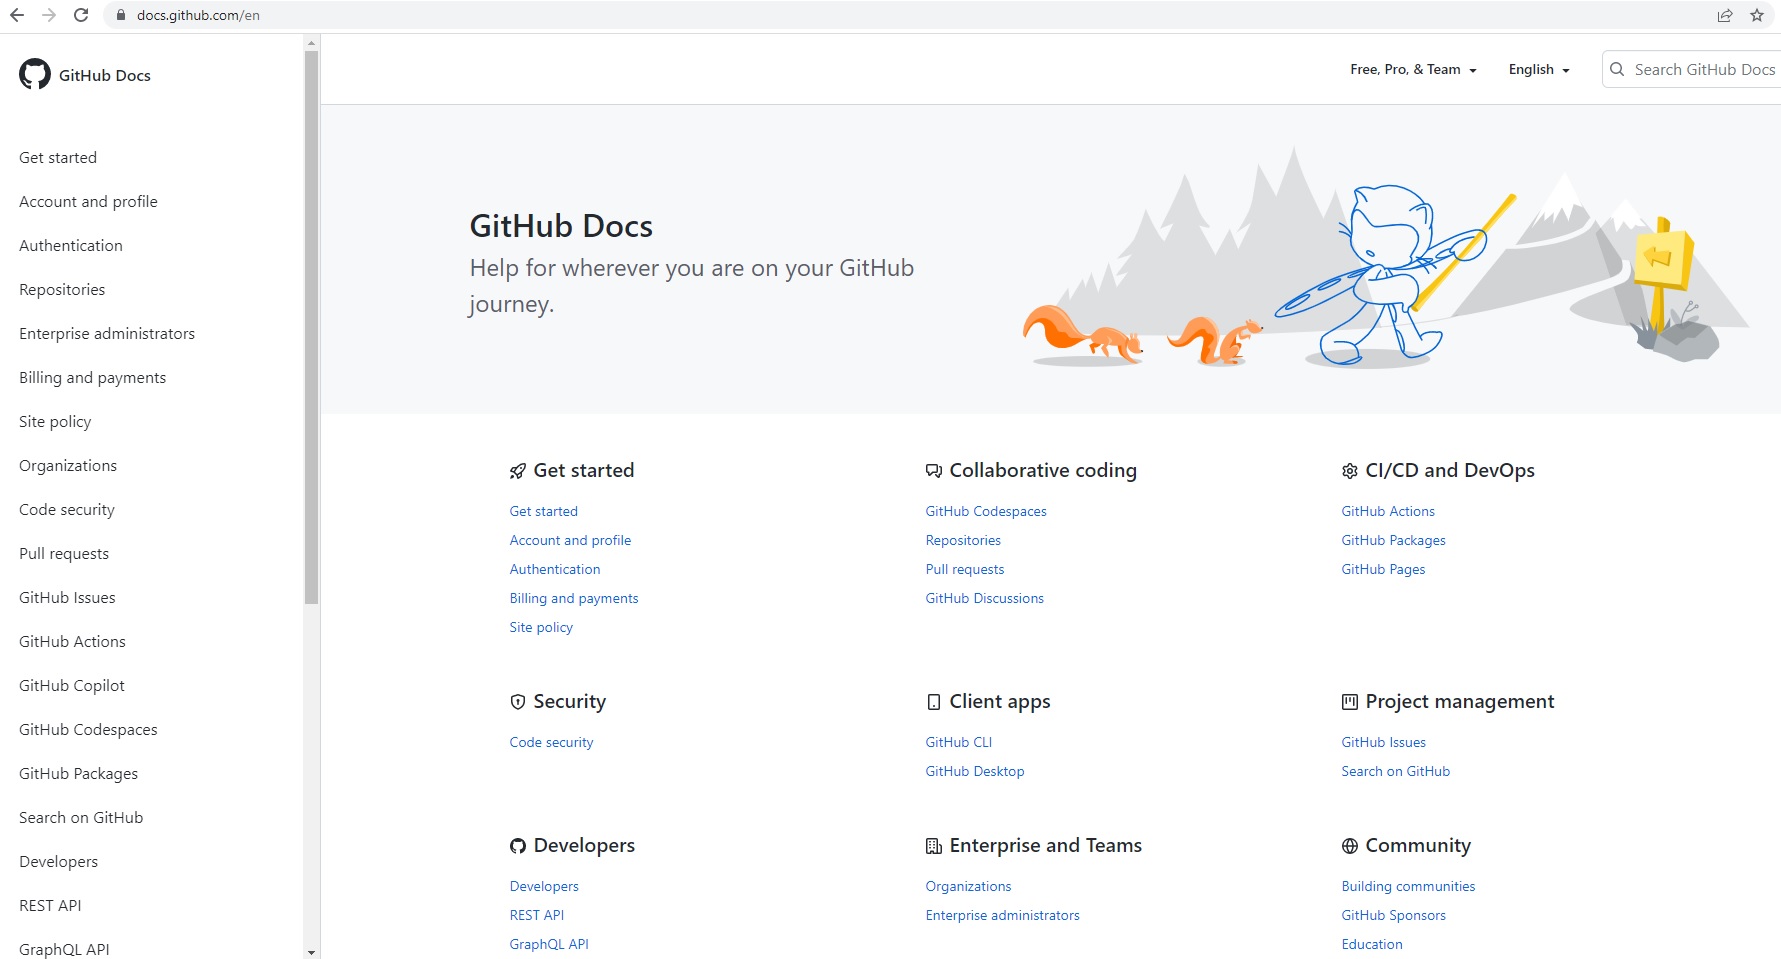 docs.github.com/en
GitHub Docs
Free, Pro, & Team
English
Search GitHub Docs
Get started
Account and profile
Authentication
Repositories
Enterprise administrators
Billing and payments
Site policy
Organizations
Code security
Pull requests
GitHub Issues
GitHub Actions
GitHub Copilot
GitHub Codespaces
GitHub Packages
Search on GitHub
Developers
REST API
GraphQL API
GitHub Docs
Help for wherever you are on your GitHub
journey.
Get started
Get started
Account and profile
Authentication
Billing and payments
Site policy
Collaborative coding
GitHub Codespaces
Repositories
Pull requests
GitHub Discussions
CI/CD and DevOps
GitHub Actions
GitHub Packages
GitHub Pages
Security
Code security
Client apps
GitHub CLI
GitHub Desktop
Project management
GitHub Issues
Search on GitHub
Developers
Developers
REST API
GraphQL API
Enterprise and Teams
Organizations
Enterprise administrators
Community
Building communities
GitHub Sponsors
Education